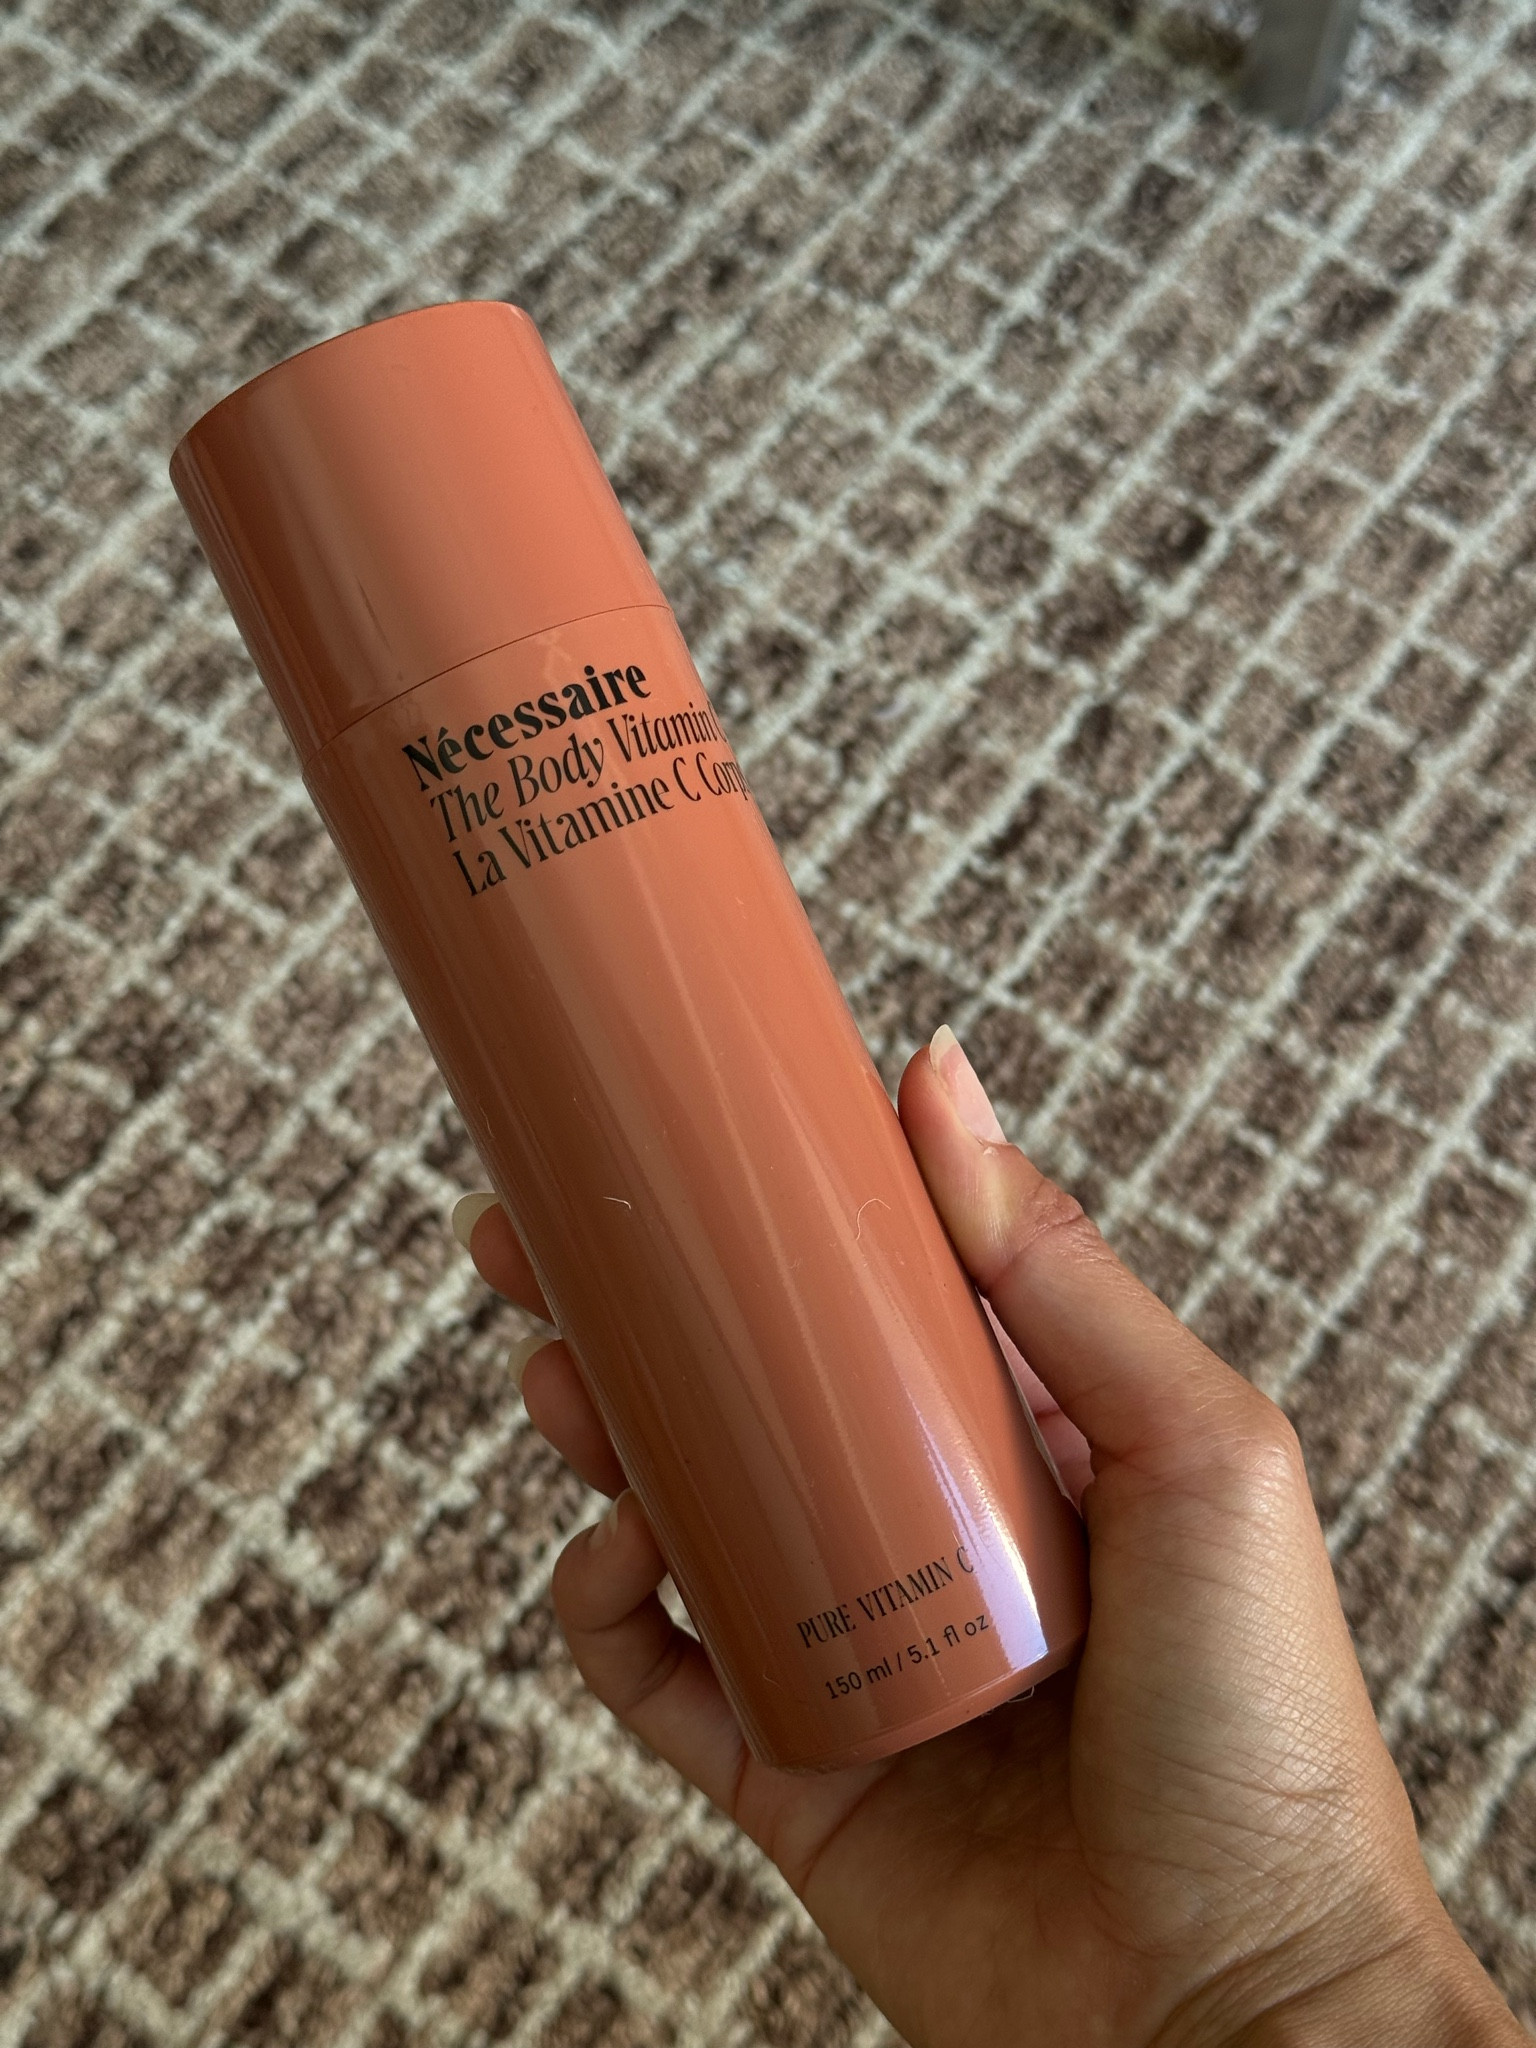 Nécessaire
The Body Vitamin
La Vitamine C
PURE VITAMIN C
150 ml / 5.1 fl oz